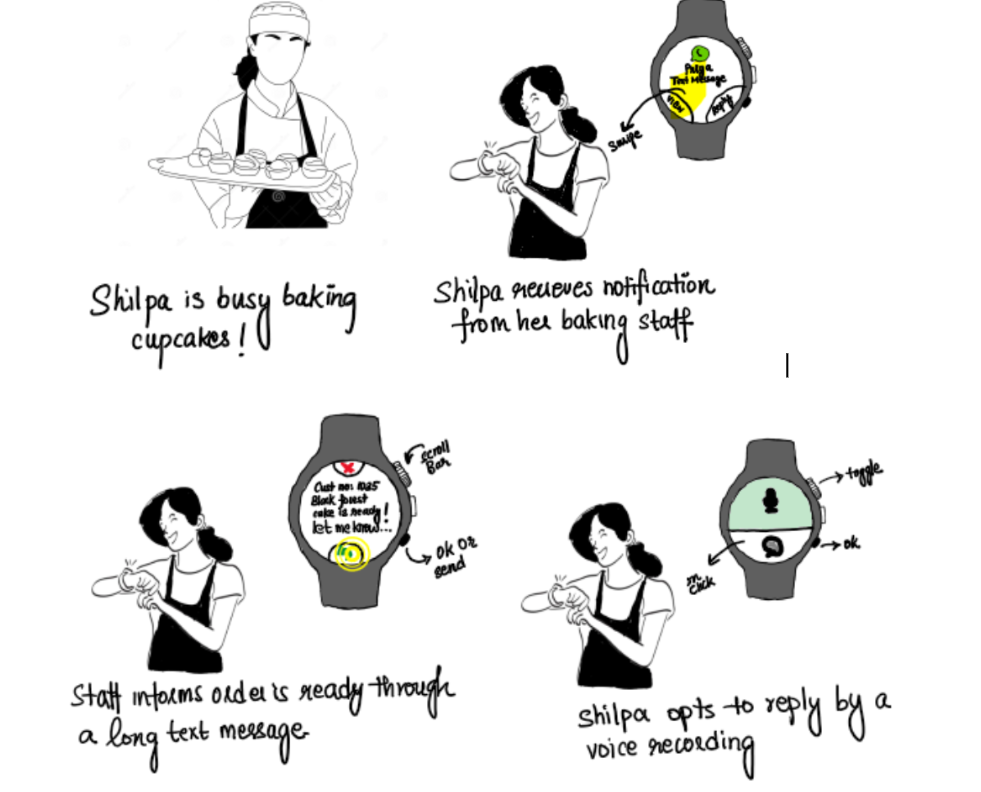 Priya
Text Message
View
Reply
Swipe
Shilpa is busy baking
cupcakes!
Shilpa recieves notification
from her baking staff
scroll
Bar
Cust no: 1025
Black forest
cake is ready!
let me know...
ok or
send
toggle
ok
click
Staff informs order is ready through
a long text message
Shilpa opts to reply by a
voice recording